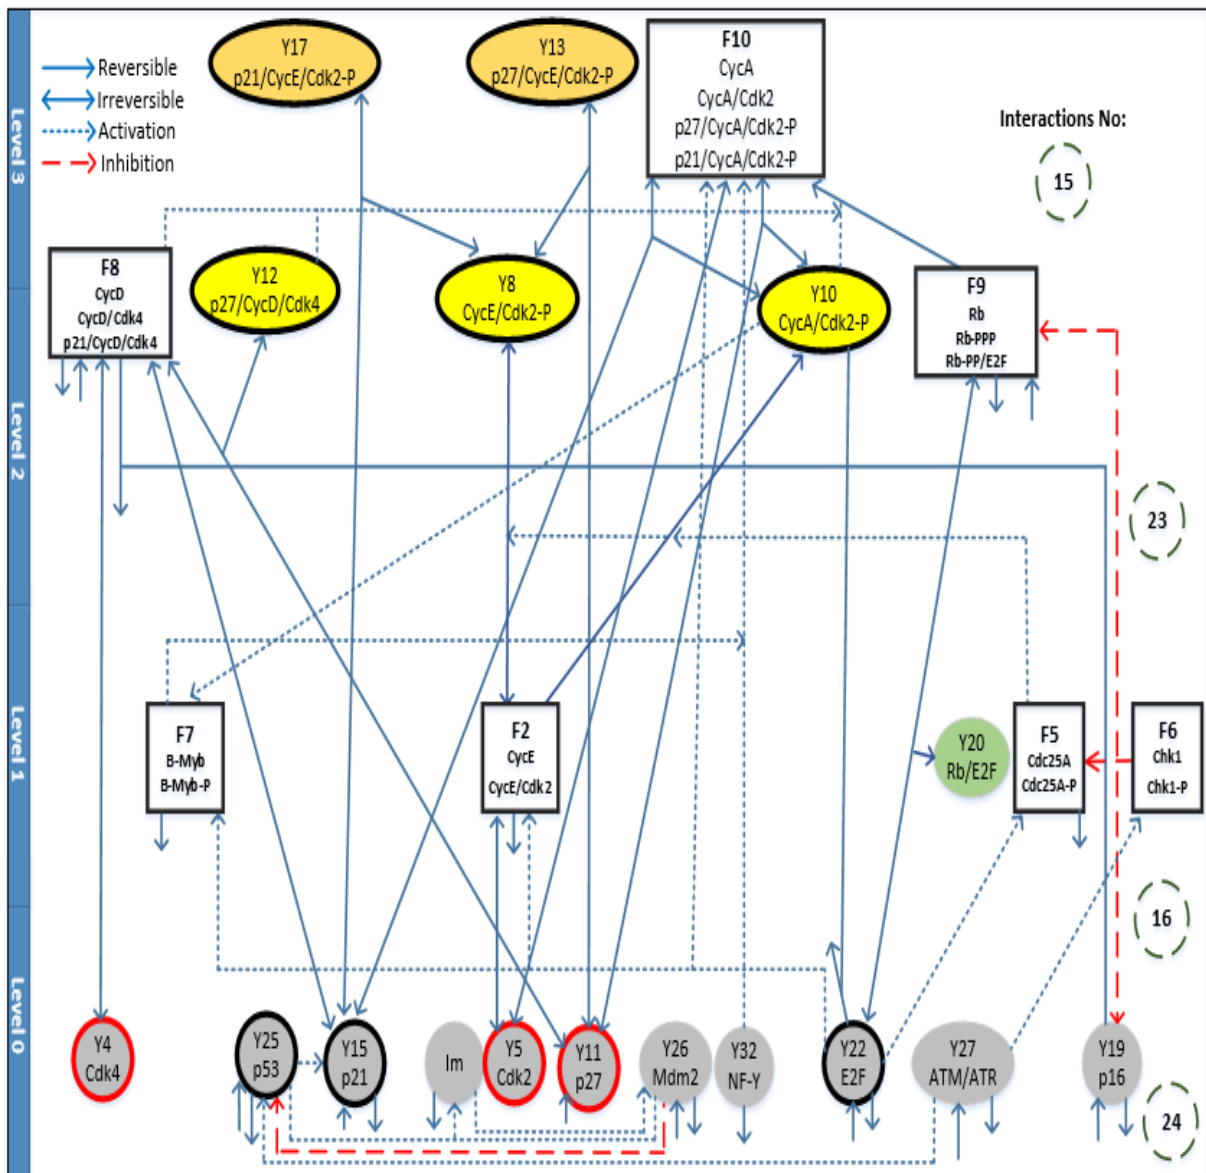 Y17
p21/CycE/Cdk2-P
Y13
p27/CycE/Cdk2-P
F10
CycA
CycA/Cdk2
p27/CycA/Cdk2-P
p21/CycA/Cdk2-P
Reversible
Irreversible
Activation
Inhibition
Interactions No:
15
Level 3
F8
CycD
CycD/Cdk4
p21/CycD/Cdk4
Y12
p27/CycD/Cdk4
Y8
CycE/Cdk2-P
Y10
CycA/Cdk2-P
F9
Rb
Rb-PPP
Rb-PP/E2F
Level 2
23
F7
B-Myb
B-Myb-P
F2
CycE
CycE/Cdk2
Y20
Rb/E2F
F5
Cdc25A
Cdc25A-P
F6
Chk1
Chk1-P
Level 1
16
Level 0
Y4
Cdk4
Y25
p53
Y15
p21
Im
Y5
Cdk2
Y11
p27
Y26
Mdm2
Y32
NF-Y
Y22
E2F
Y27
ATM/ATR
Y19
p16
24